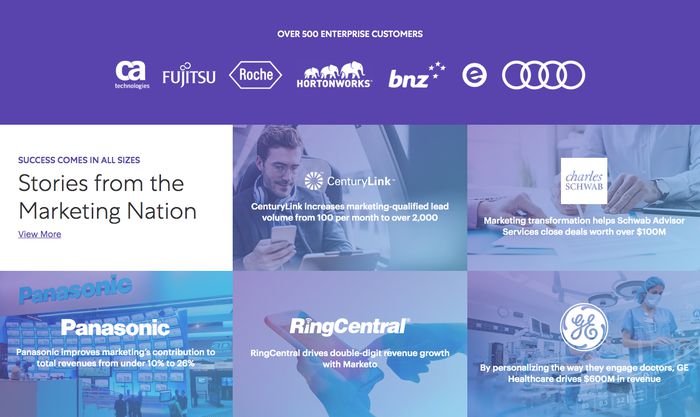 OVER 500 ENTERPRISE CUSTOMERS
ca
technologies
FUJITSU
Roche
HORTONWORKS
bnz
e
SUCCESS COMES IN ALL SIZES
Stories from the
Marketing Nation
View More
CenturyLink™
CenturyLink increases marketing-qualified lead
volume from 100 per month to over 2,000
charles
SCHWAB
Marketing transformation helps Schwab Advisor
Services close deals worth over $100M
Panasonic
Panasonic
Panasonic improves marketing's contribution to
total revenues from under 10% to 26%
RingCentral®
RingCentral drives double-digit revenue growth
with Marketo
GE
By personalizing the way they engage doctors, GE
Healthcare drives $600M in revenue